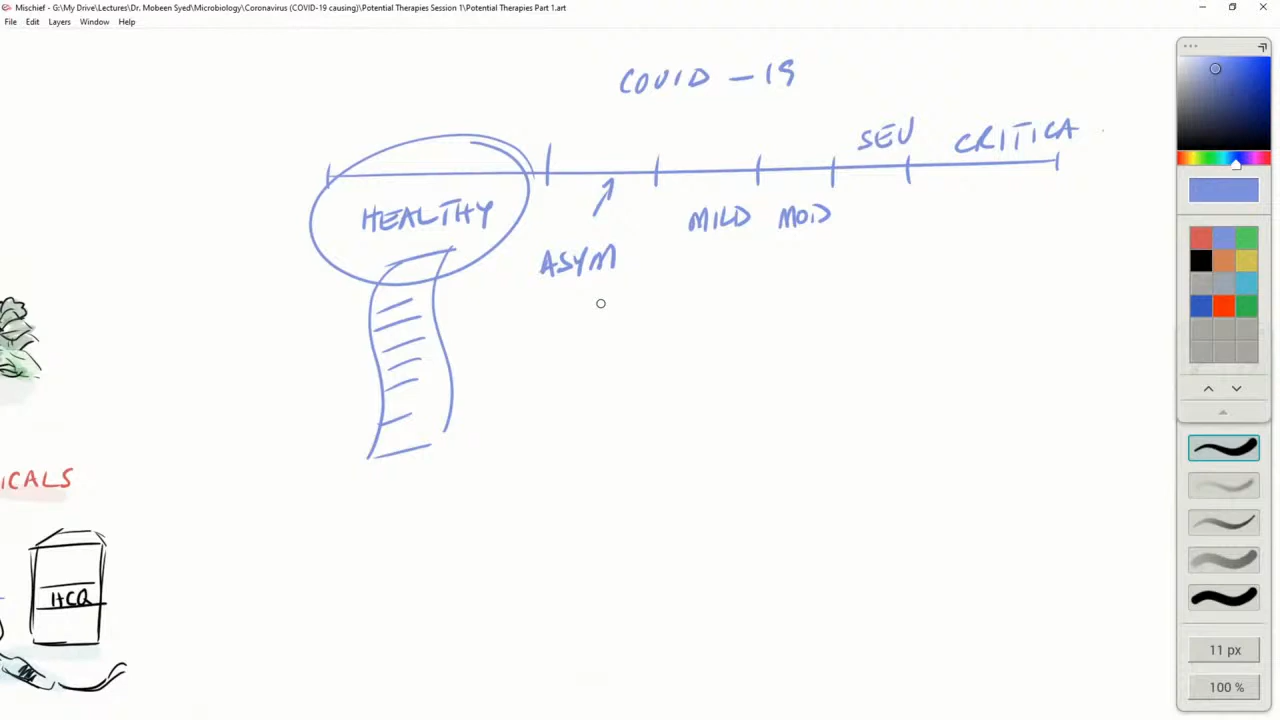 Mischief - G:\My Drive\Lectures\Dr. Mobeen Syed\Microbiology\Coronavirus (COVID-19 causing)\Potential Therapies Session 1\Potential Therapies Part 1.art
File Edit Layers Window Help
COVID - 19
SEV CRITICA
HEALTHY
MILD MOD
ASYM
ICALS
HCQ
11 px
100 %